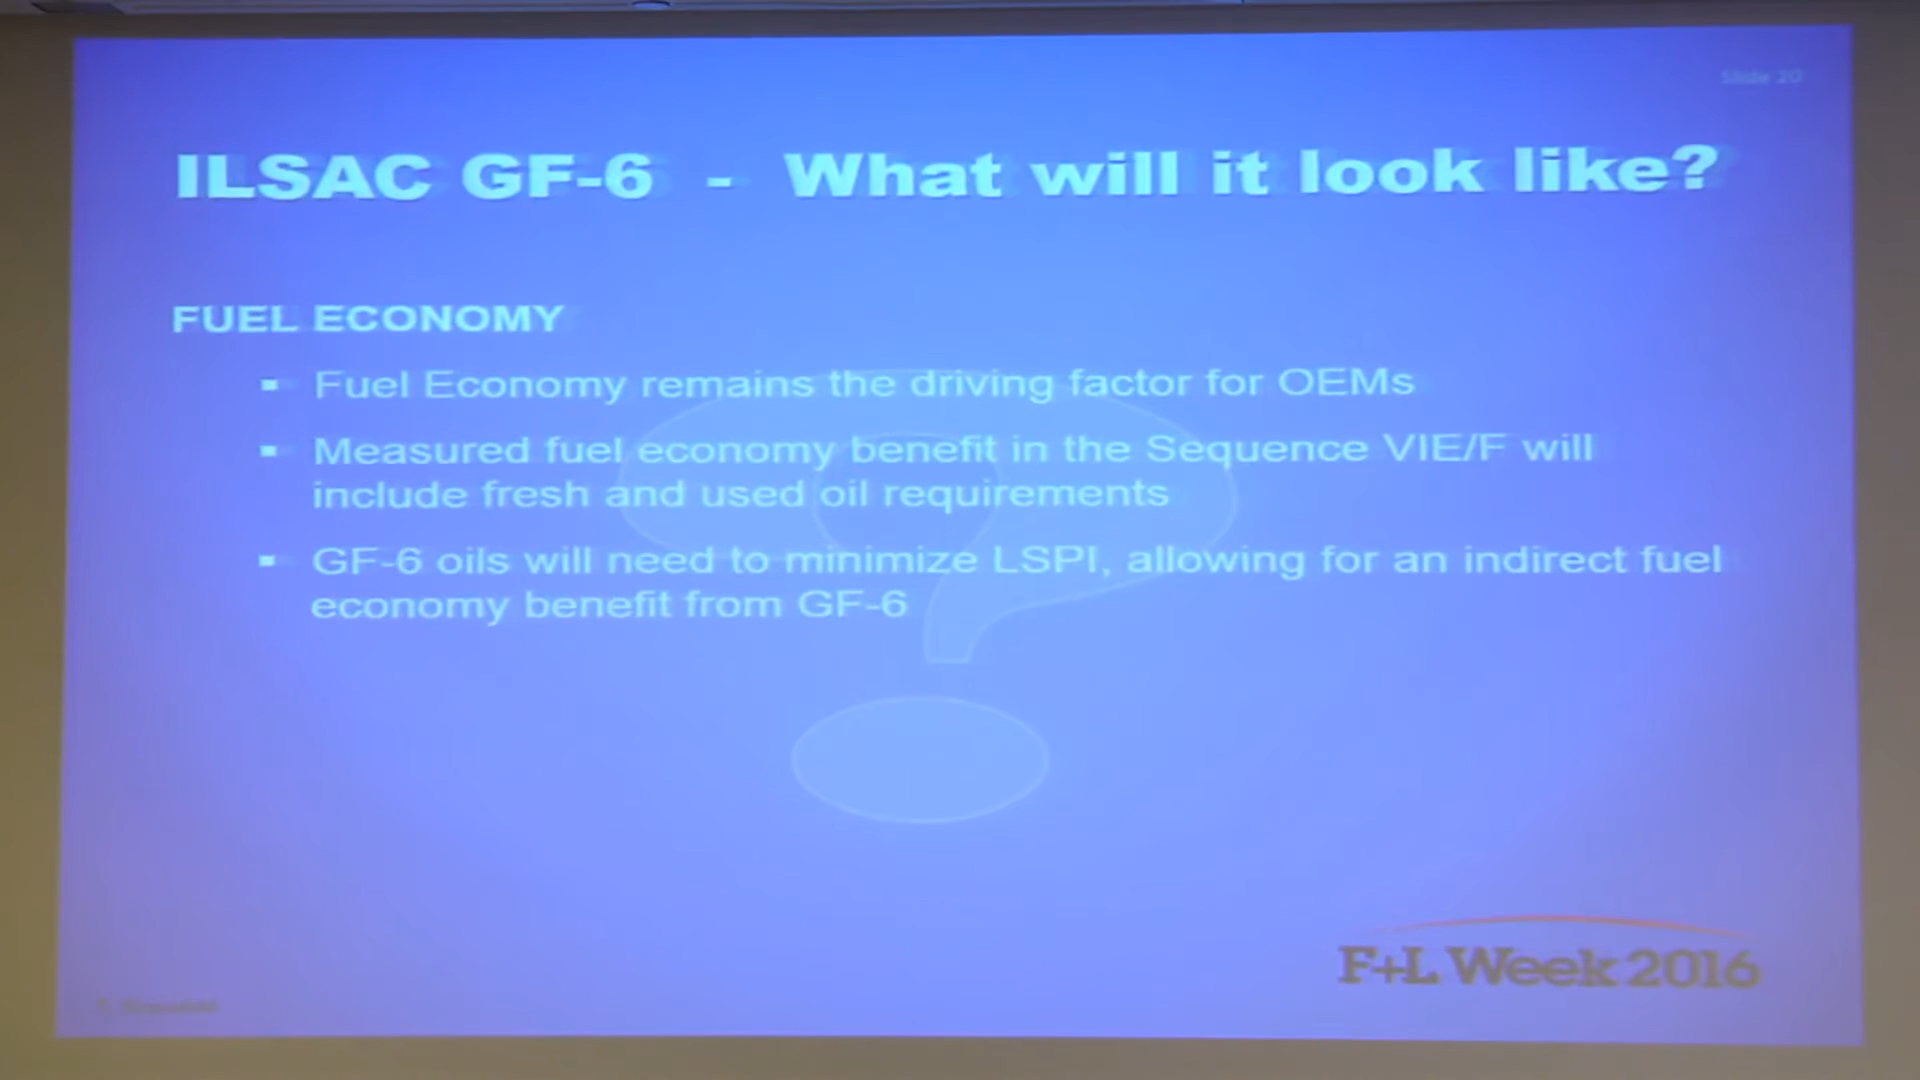 Slide 20
ILSAC GF-6 - What will it look like?
FUEL ECONOMY
▪ Fuel Economy remains the driving factor for OEMs
▪ Measured fuel economy benefit in the Sequence VIE/F will
include fresh and used oil requirements
▪ GF-6 oils will need to minimize LSPI, allowing for an indirect fuel
economy benefit from GF-6
F+L Week 2016